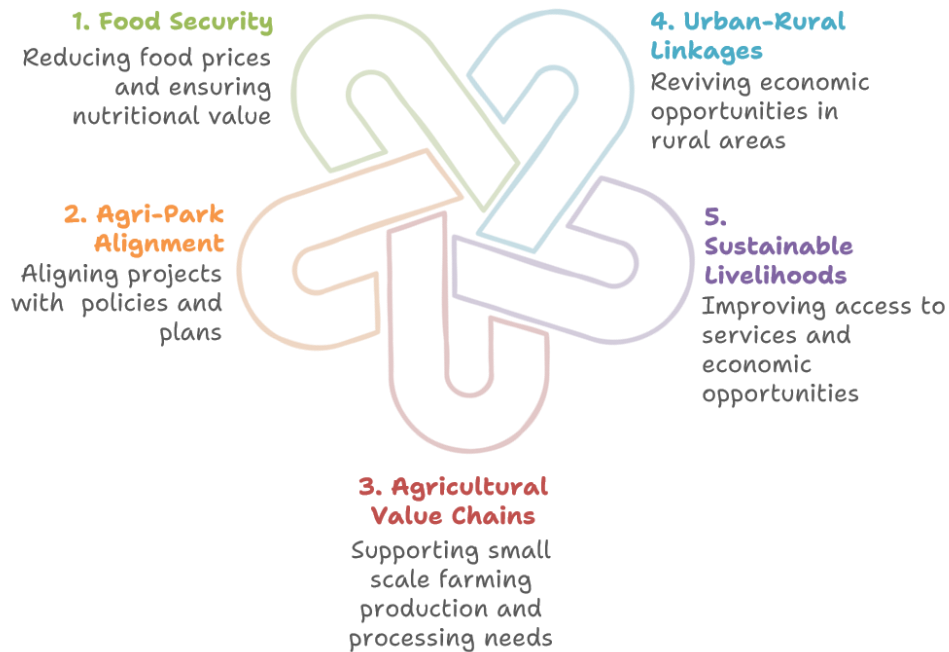 1. Food Security
Reducing food prices
and ensuring
nutritional value
2. Agri-Park
Alignment
Aligning projects
with  policies and
plans
3. Agricultural
Value Chains
Supporting small
scale farming
production and
processing needs
4. Urban-Rural
Linkages
Reviving economic
opportunities in
rural areas
5.
Sustainable
Livelihoods
Improving access to
services and
economic
opportunities